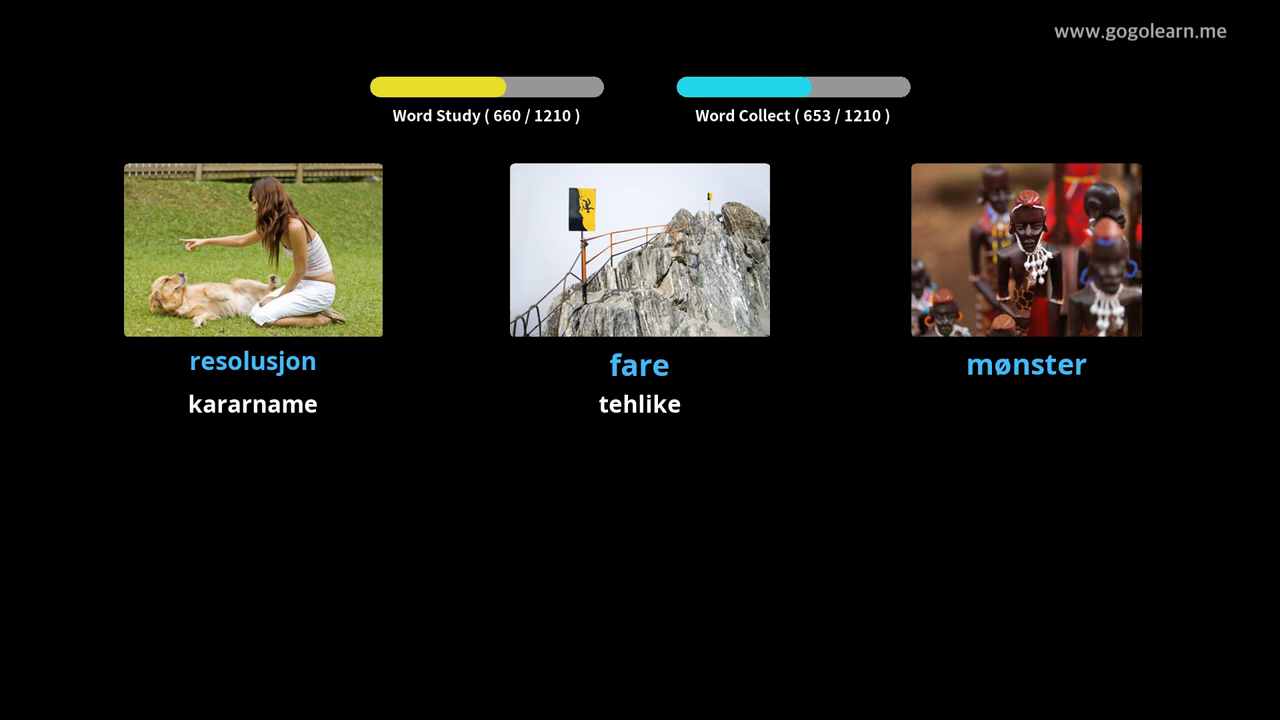 www.gogolearn.me
Word Study ( 660 / 1210 )
Word Collect ( 653 / 1210 )
resolusjon
fare
mønster
kararname
tehlike